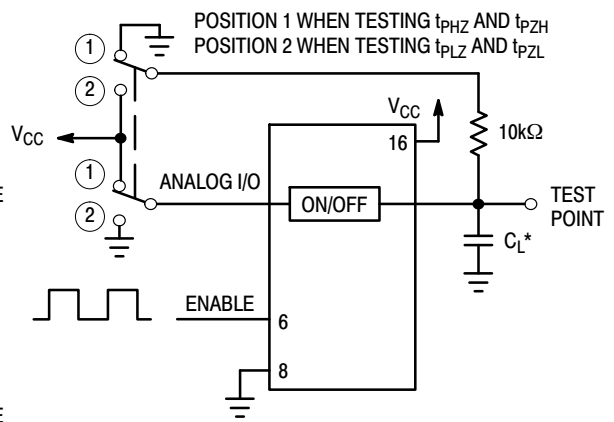 POSITION 1 WHEN TESTING tPHZ AND tPZH
POSITION 2 WHEN TESTING tPLZ AND tPZL
1
2
VCC
VCC
16
10kΩ
1
ANALOG I/O
ON/OFF
TEST
POINT
2
CL*
ENABLE
6
8
E
E